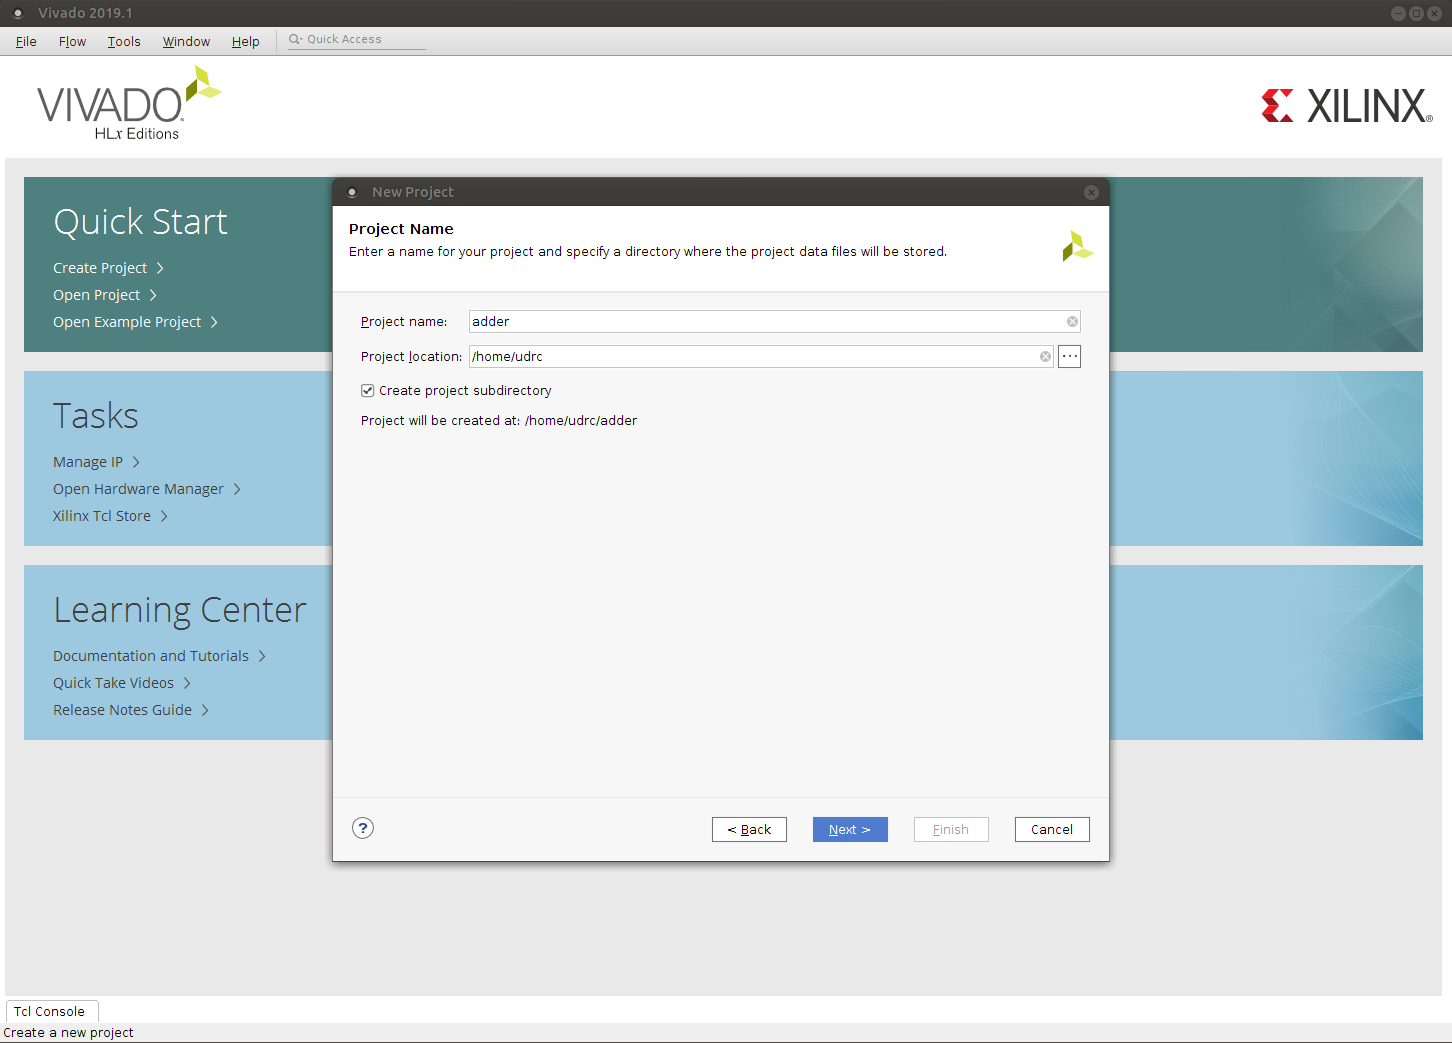 Vivado 2019.1
File Flow Tools Window Help Quick Access
VIVADO
HLx Editions
XILINX
Quick Start
Create Project
Open Project
Open Example Project
Tasks
Manage IP
Open Hardware Manager
Xilinx Tcl Store
Learning Center
Documentation and Tutorials
Quick Take Videos
Release Notes Guide
New Project
Project Name
Enter a name for your project and specify a directory where the project data files will be stored.
Project name: adder
Project location: /home/udrc ...
Create project subdirectory
Project will be created at: /home/udrc/adder
? < Back Next > Finish Cancel
Tcl Console
Create a new project